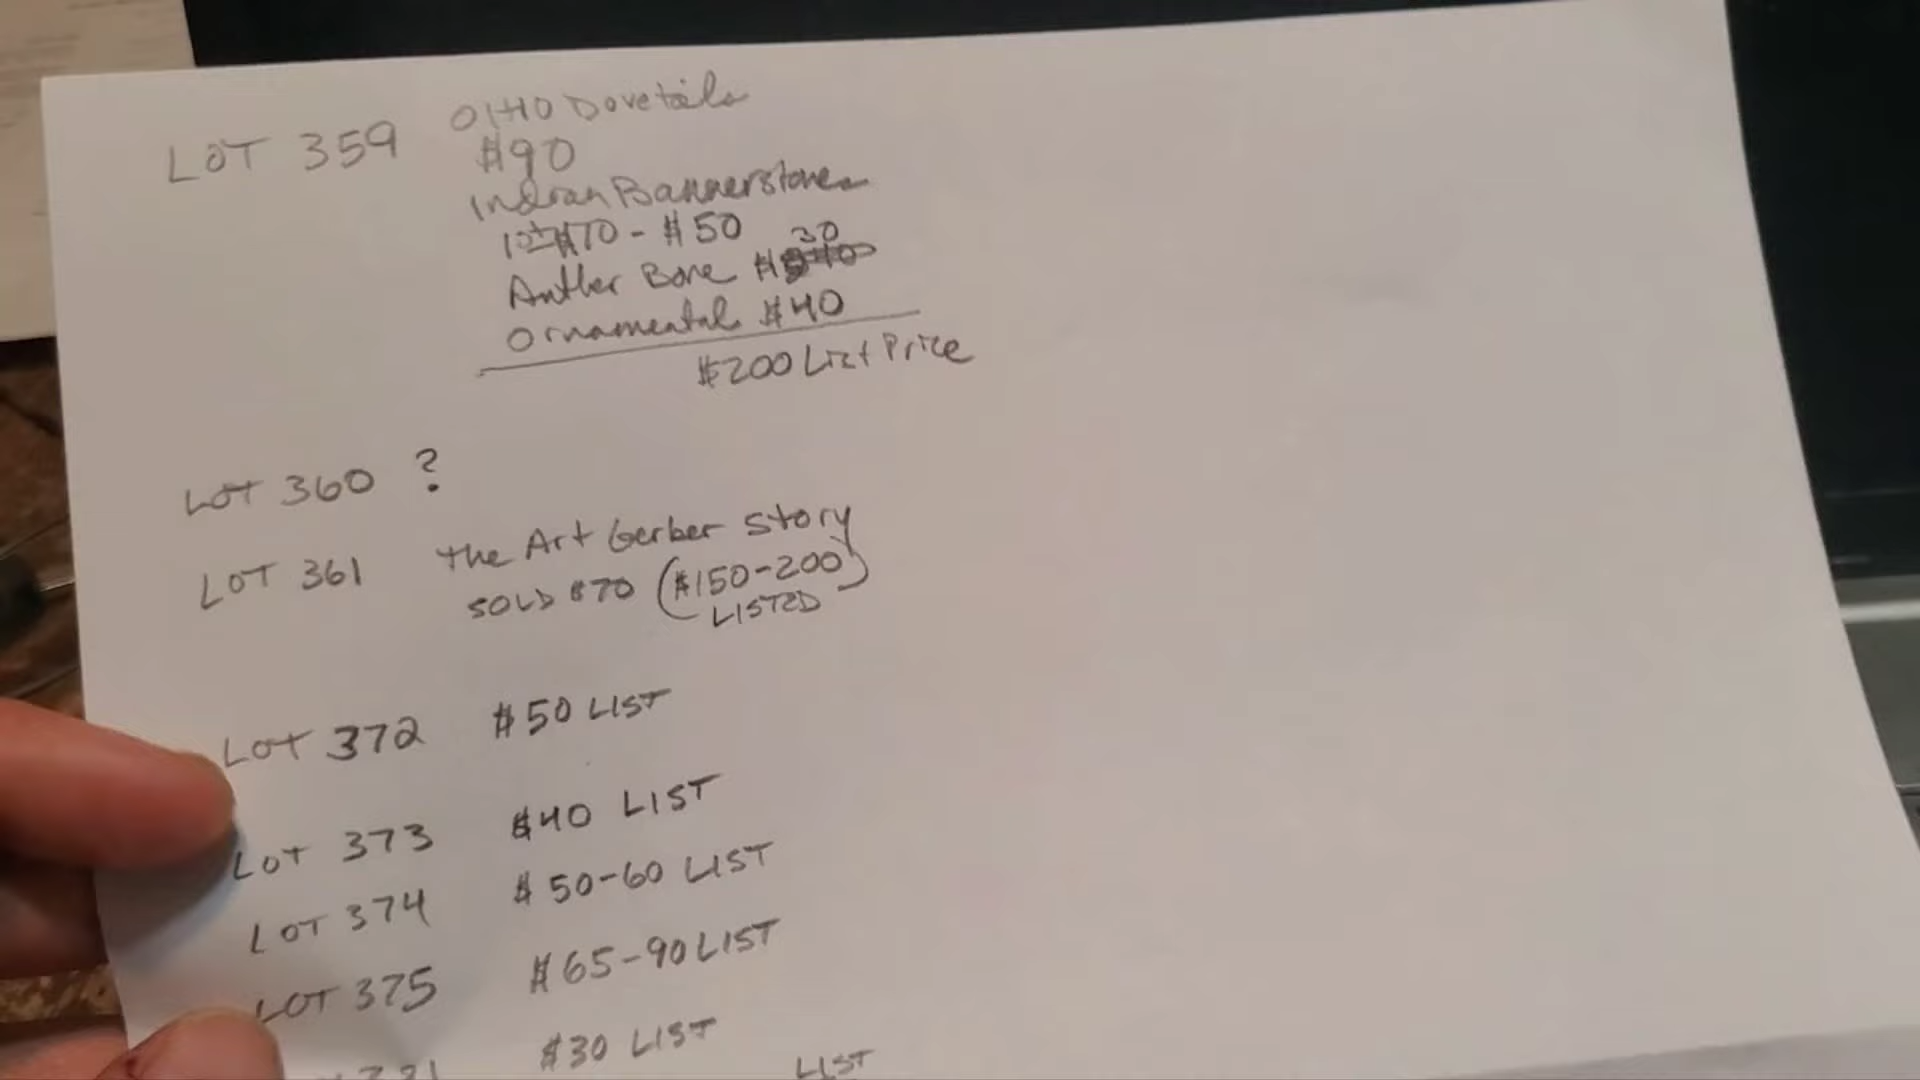 OHIO Dovetails
LOT 359 $90
Indian Bannerstones
$70 - $50
Antler Bone $30
Ornamental $40
$200 List Price
LOT 360 ?
LOT 361 the Art Gerber Story
SOLD $70 ($150-200)
LISTED
LOT 372 $50 LIST
LOT 373 $40 LIST
LOT 374 $50-60 LIST
LOT 375 $65-90 LIST
$30 LIST
LIST